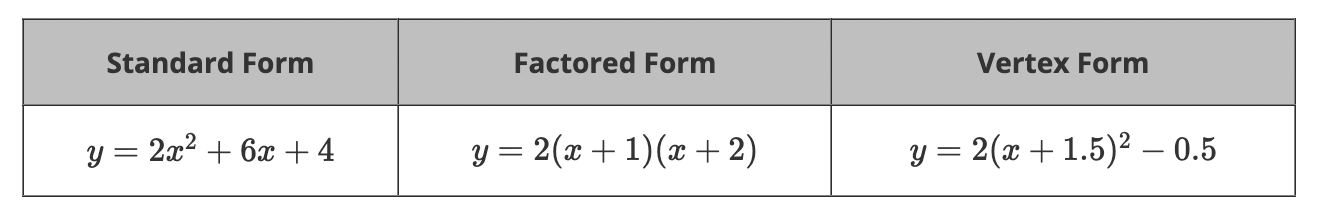 Standard Form Factored Form Vertex Form
y = 2x² + 6x + 4 y = 2(x + 1)(x + 2) y = 2(x + 1.5)² − 0.5